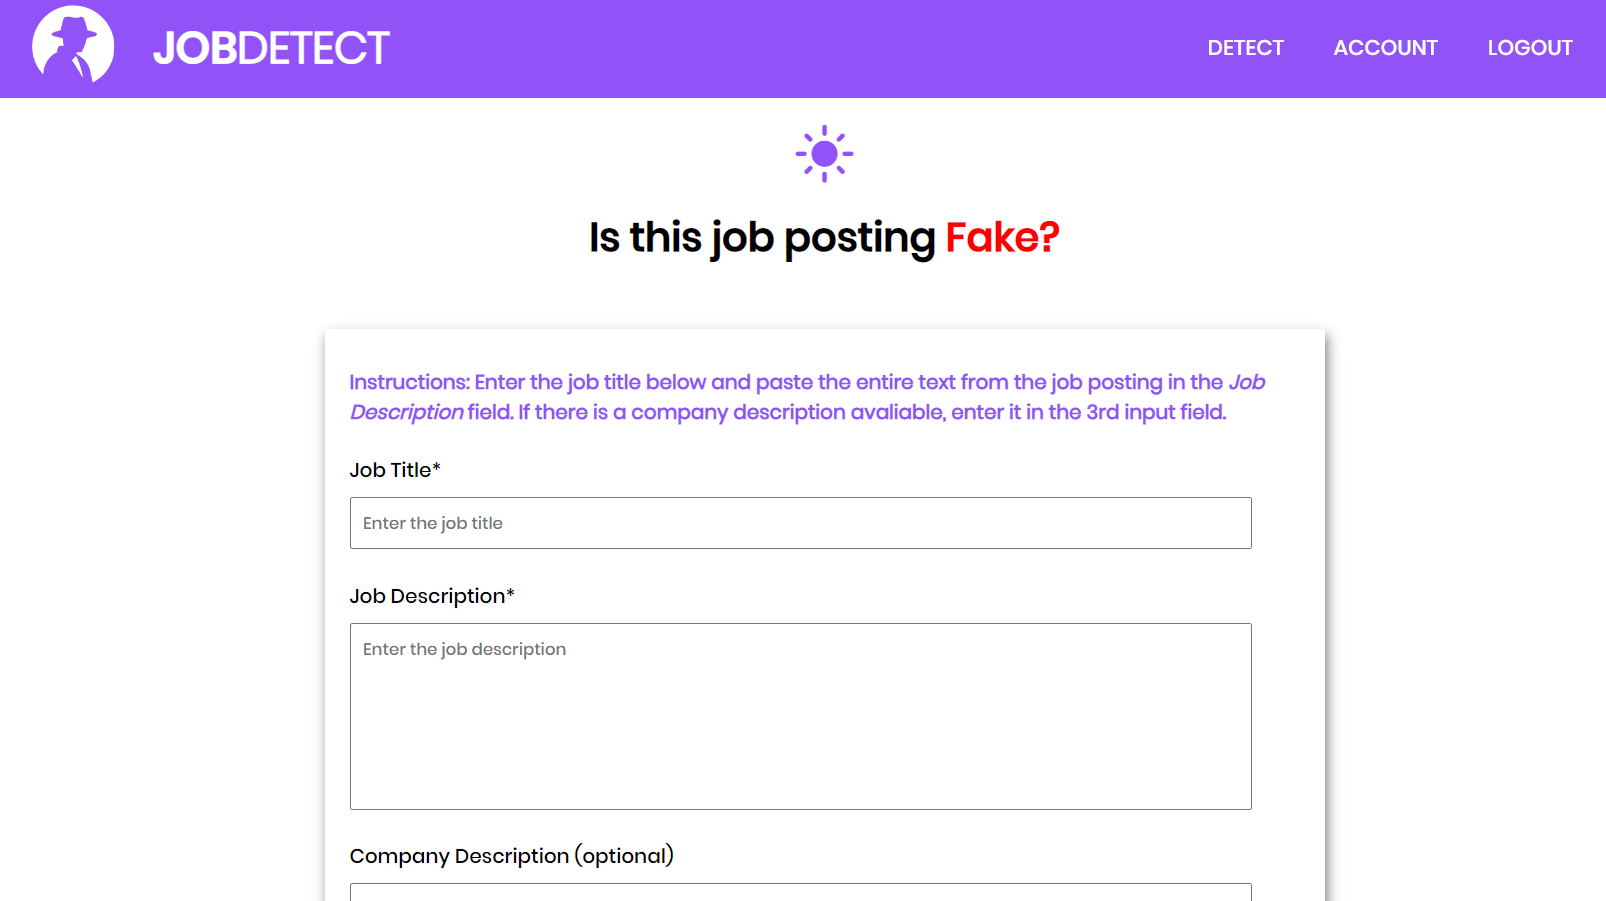 JOBDETECT
DETECT
ACCOUNT
LOGOUT
Is this job posting Fake?
Instructions: Enter the job title below and paste the entire text from the job posting in the Job
Description field. If there is a company description avaliable, enter it in the 3rd input field.
Job Title*
Enter the job title
Job Description*
Enter the job description
Company Description (optional)